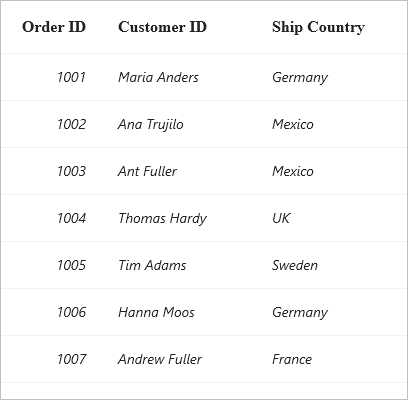 Order ID Customer ID Ship Country
1001 Maria Anders Germany
1002 Ana Trujilo Mexico
1003 Ant Fuller Mexico
1004 Thomas Hardy UK
1005 Tim Adams Sweden
1006 Hanna Moos Germany
1007 Andrew Fuller France